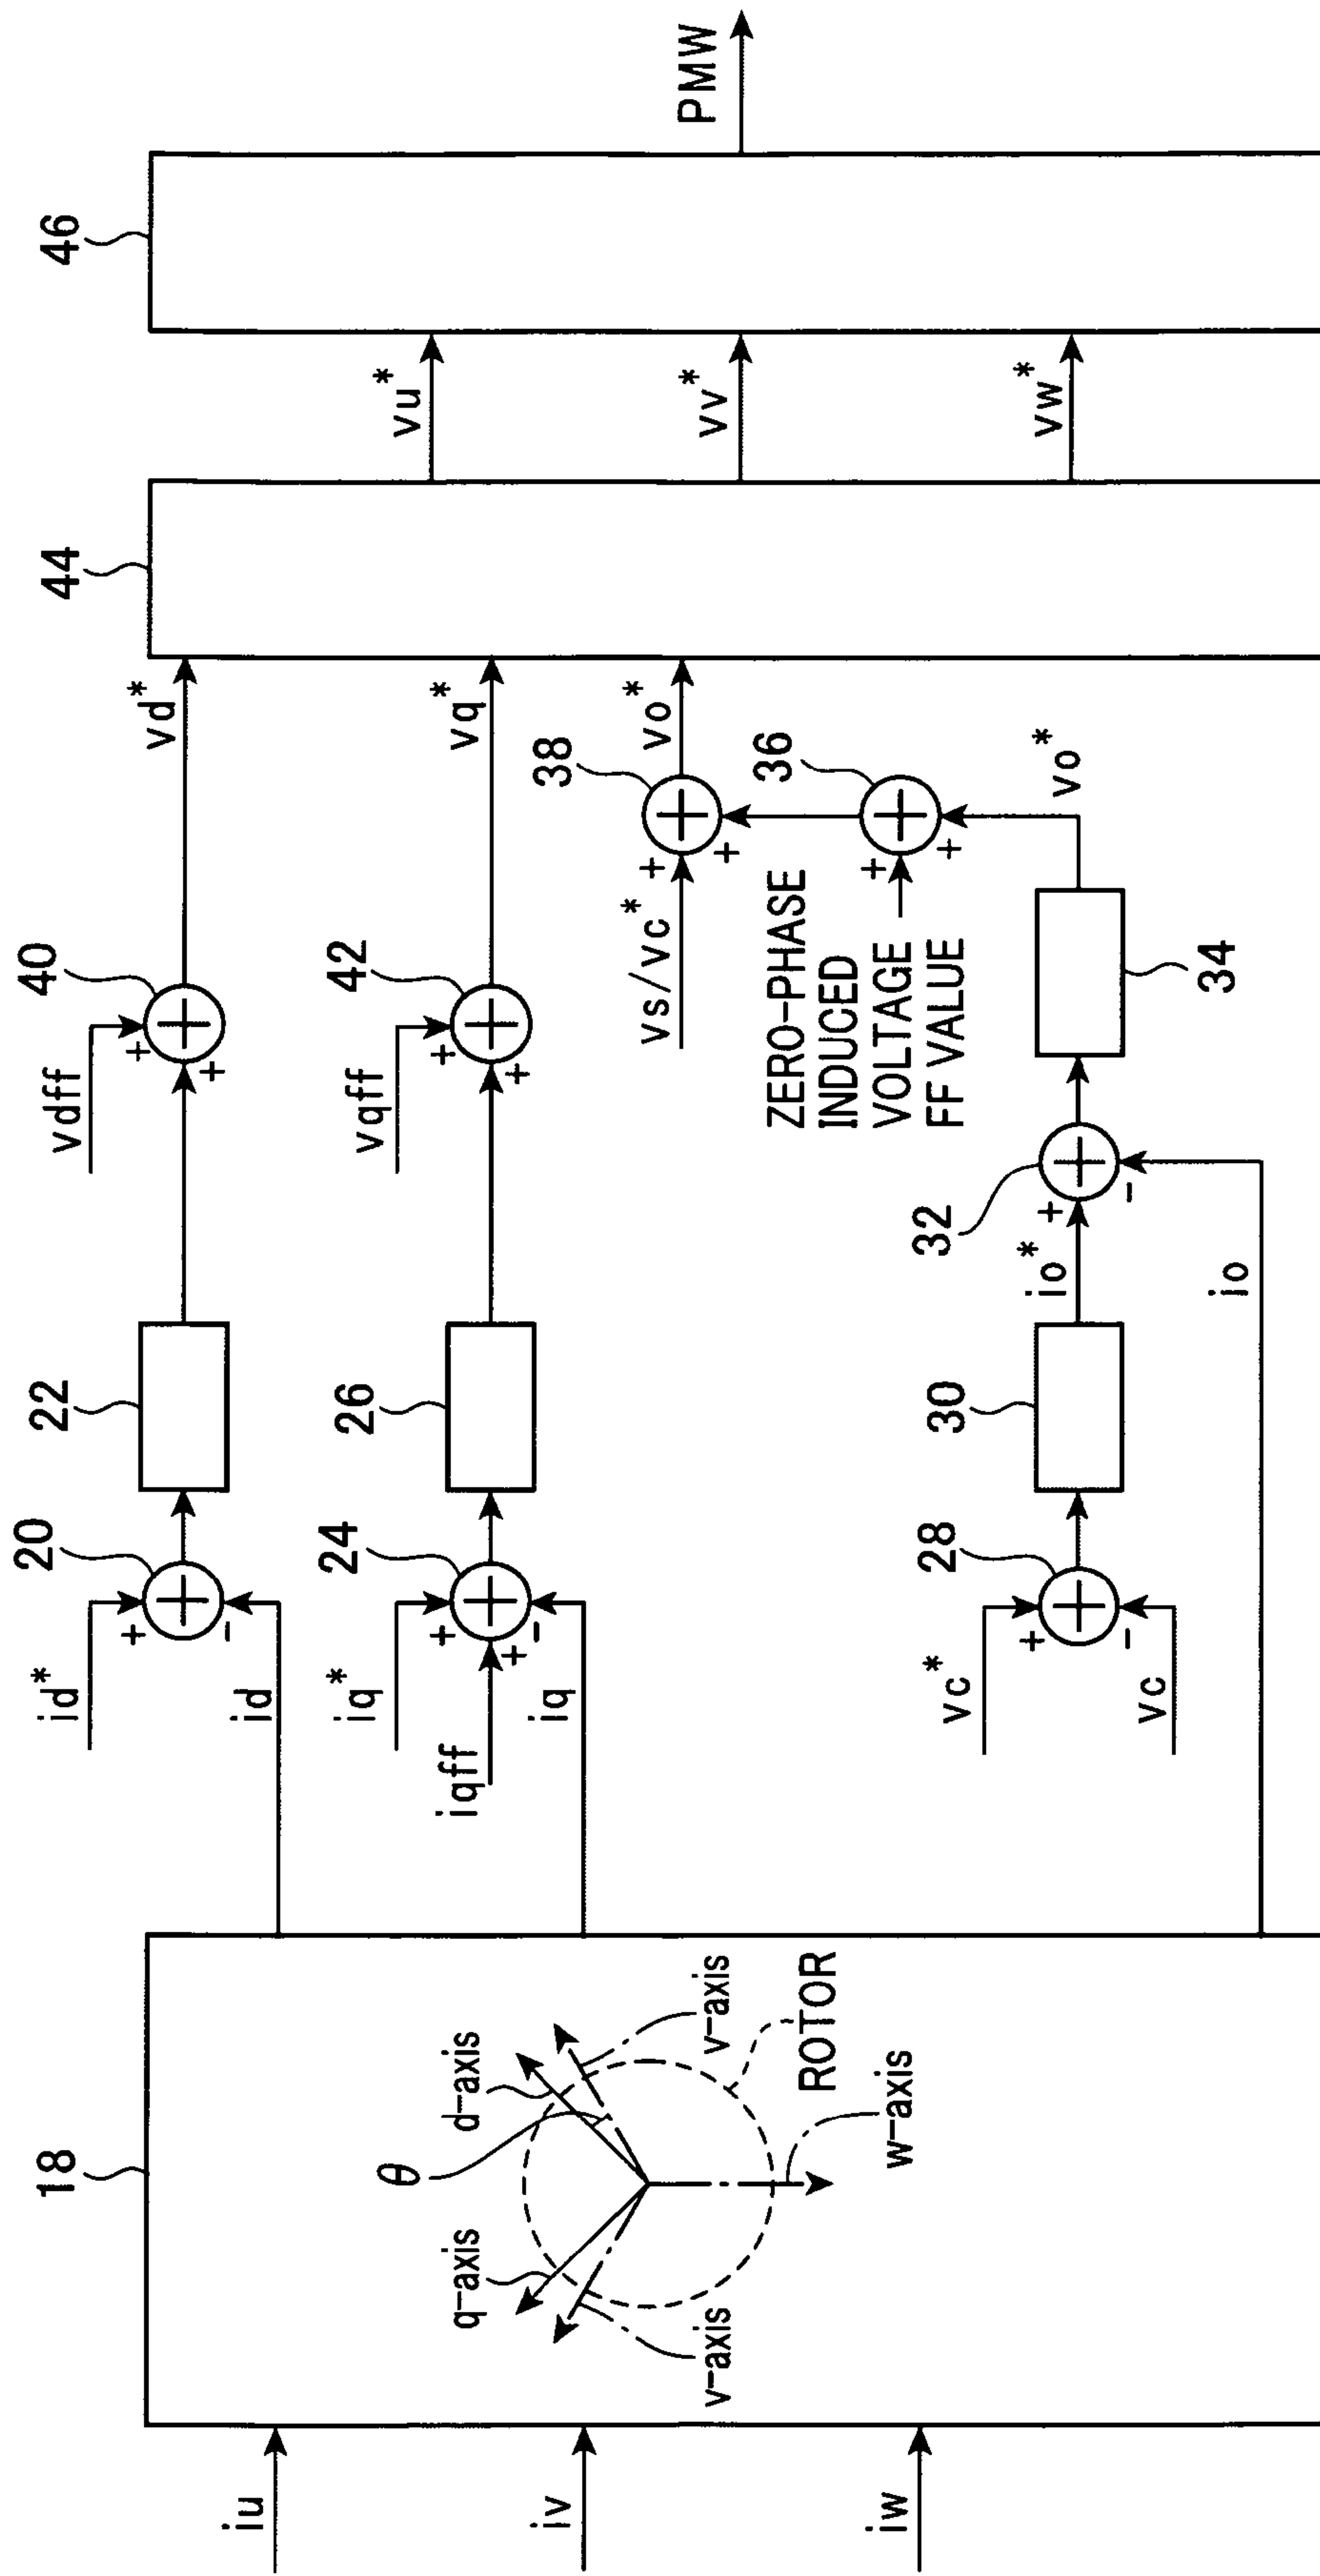 18
iu
iv
iw
q-axis
θ
d-axis
v-axis
v-axis
ROTOR
w-axis
id*
+
-
id
20
22
vdff
+
+
40
vd*
iq*
iqff
+
+
-
iq
24
26
vqff
+
+
42
vq*
vs/vc*
+
+
38
vo*
ZERO-PHASE
INDUCED
VOLTAGE
FF VALUE
+
+
36
vo*
vc*
+
-
vc
28
30
io*
+
-
io
32
34
44
vu*
vv*
vw*
46
PMW